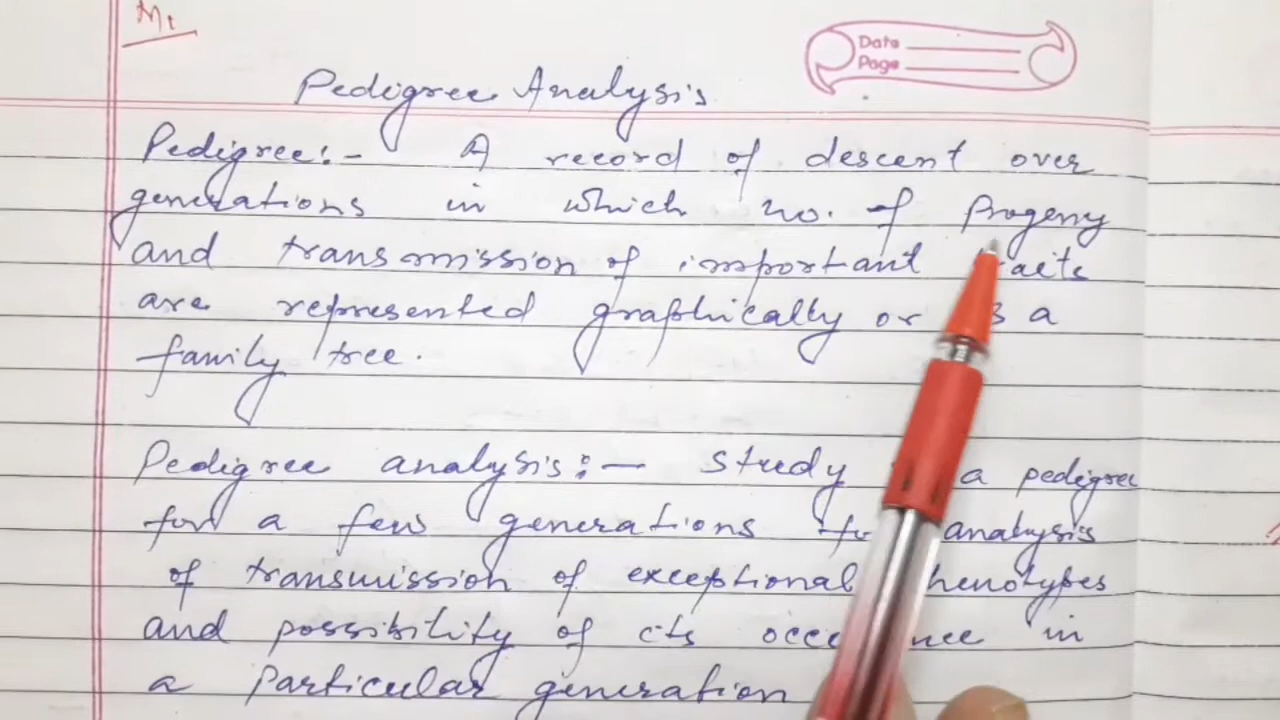 M1
Date
Page
Pedigree Analysis
Pedigree:- A record of descent over
generations in which no. of Progeny
and transmission of important
are represented graphically or a
family tree.
Pedigree analysis:- study a pedigree
for a few generations analysis
of transmission of exceptional
and possibility of its in
a particular generation